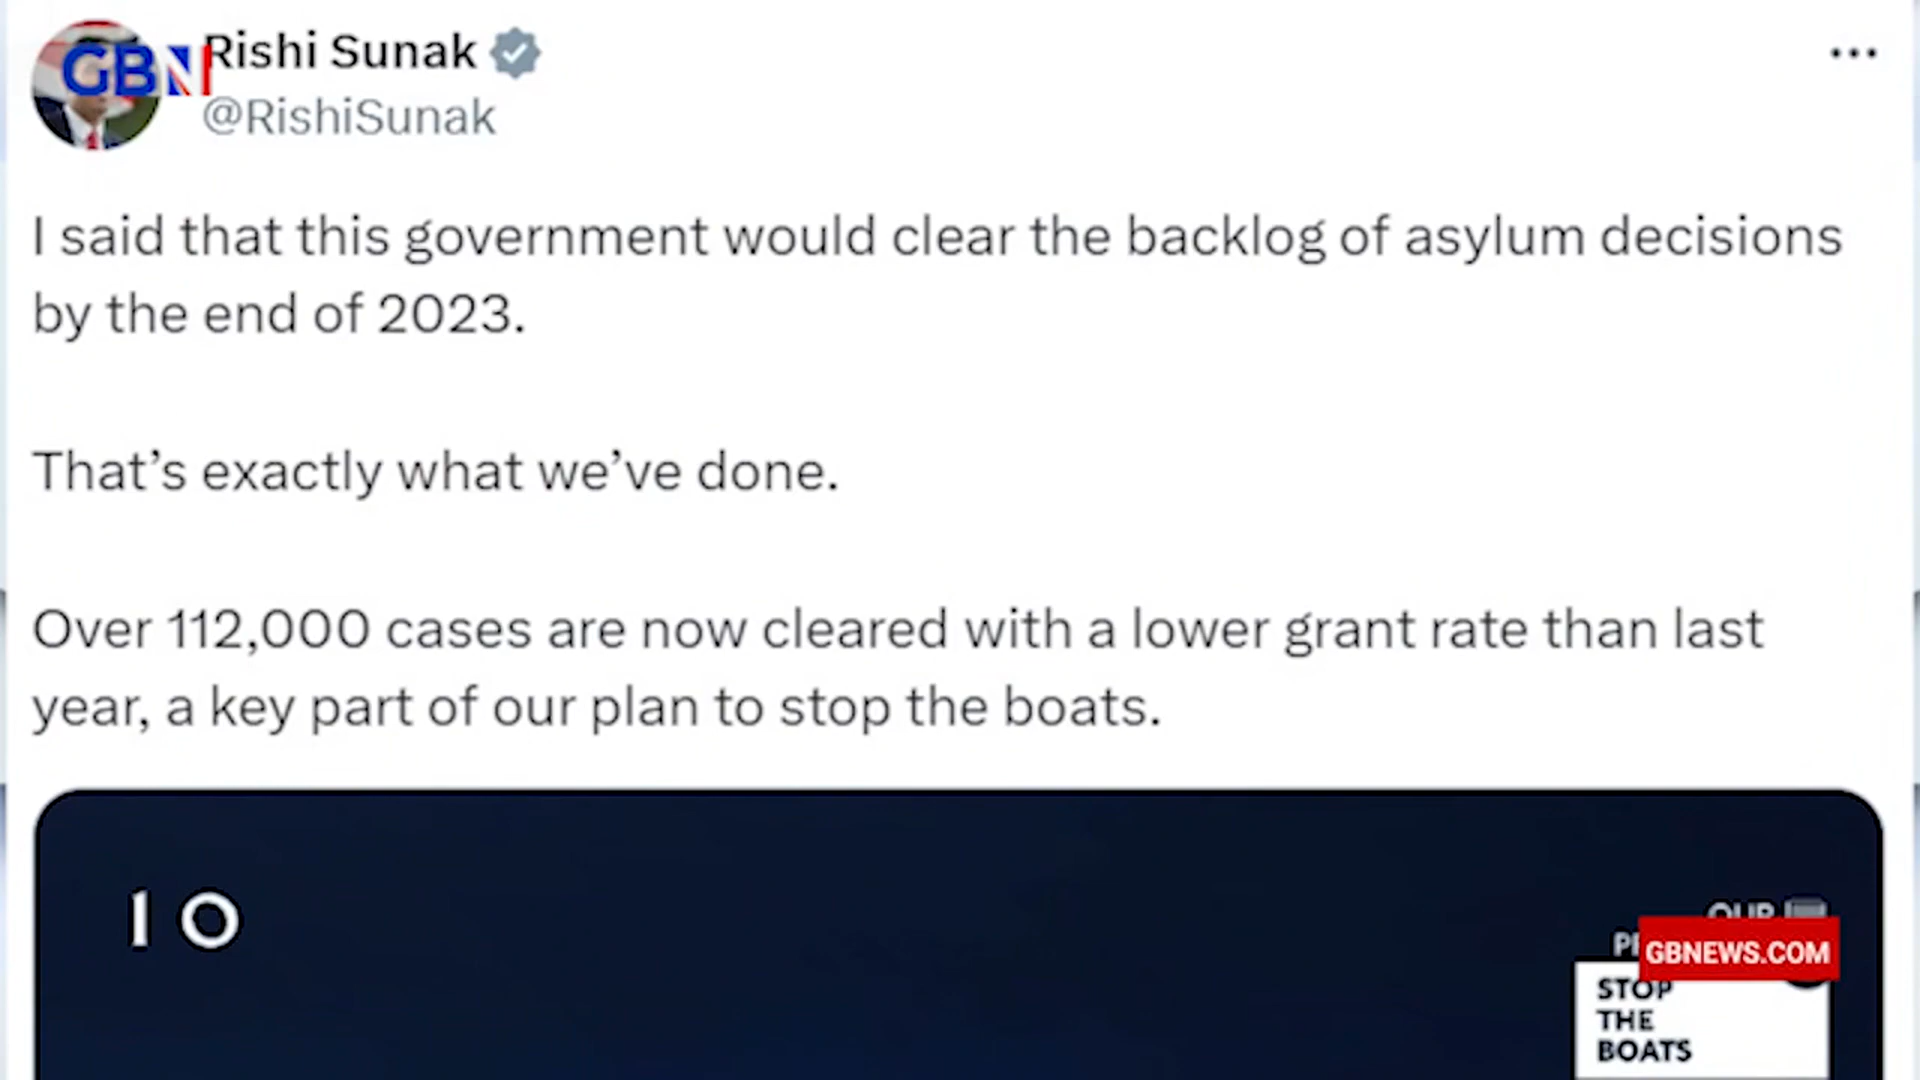 GBN
Rishi Sunak
@RishiSunak
I said that this government would clear the backlog of asylum decisions
by the end of 2023.
That’s exactly what we’ve done.
Over 112,000 cases are now cleared with a lower grant rate than last
year, a key part of our plan to stop the boats.
10
OUR
GBNEWS.COM
STOP
THE
BOATS